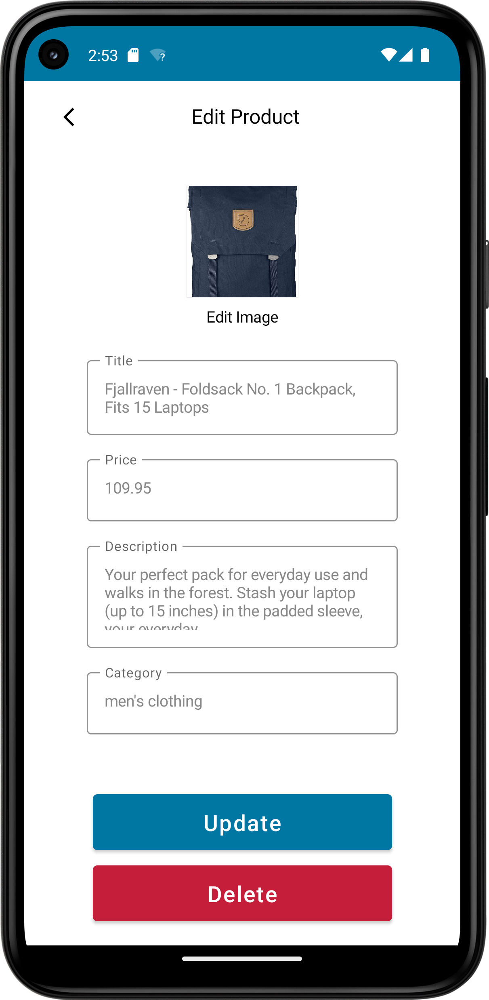 2:53
Edit Product
Edit Image
Title
Fjallraven - Foldsack No. 1 Backpack,
Fits 15 Laptops
Price
109.95
Description
Your perfect pack for everyday use and
walks in the forest. Stash your laptop
(up to 15 inches) in the padded sleeve,
your everyday
Category
men's clothing
Update
Delete